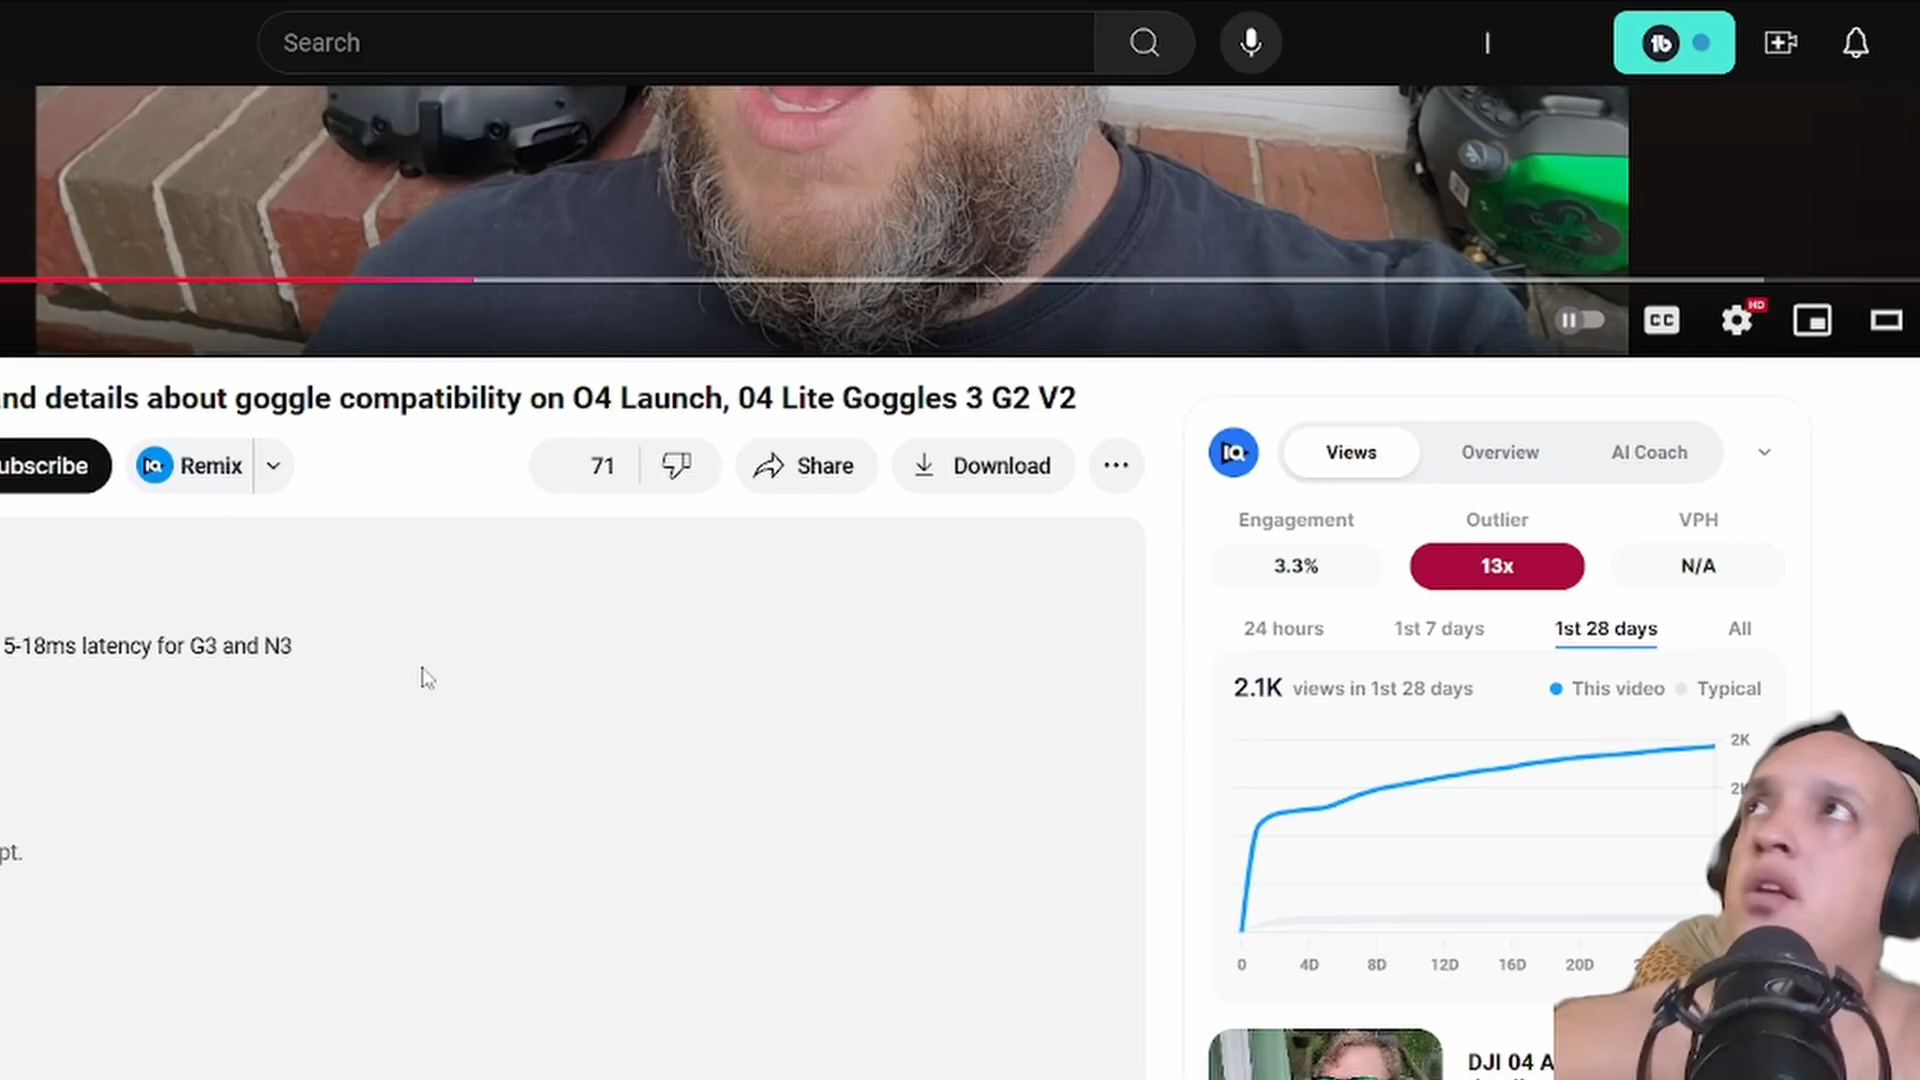 Search
HD
CC
nd details about goggle compatibility on O4 Launch, 04 Lite Goggles 3 G2 V2
ubscribe
Remix
71
Share
Download
Views
Overview
AI Coach
Engagement
Outlier
VPH
3.3%
13x
N/A
24 hours
1st 7 days
1st 28 days
All
5-18ms latency for G3 and N3
2.1K views in 1st 28 days
This video
Typical
2K
pt.
0
4D
8D
12D
16D
20D
DJI 04 A